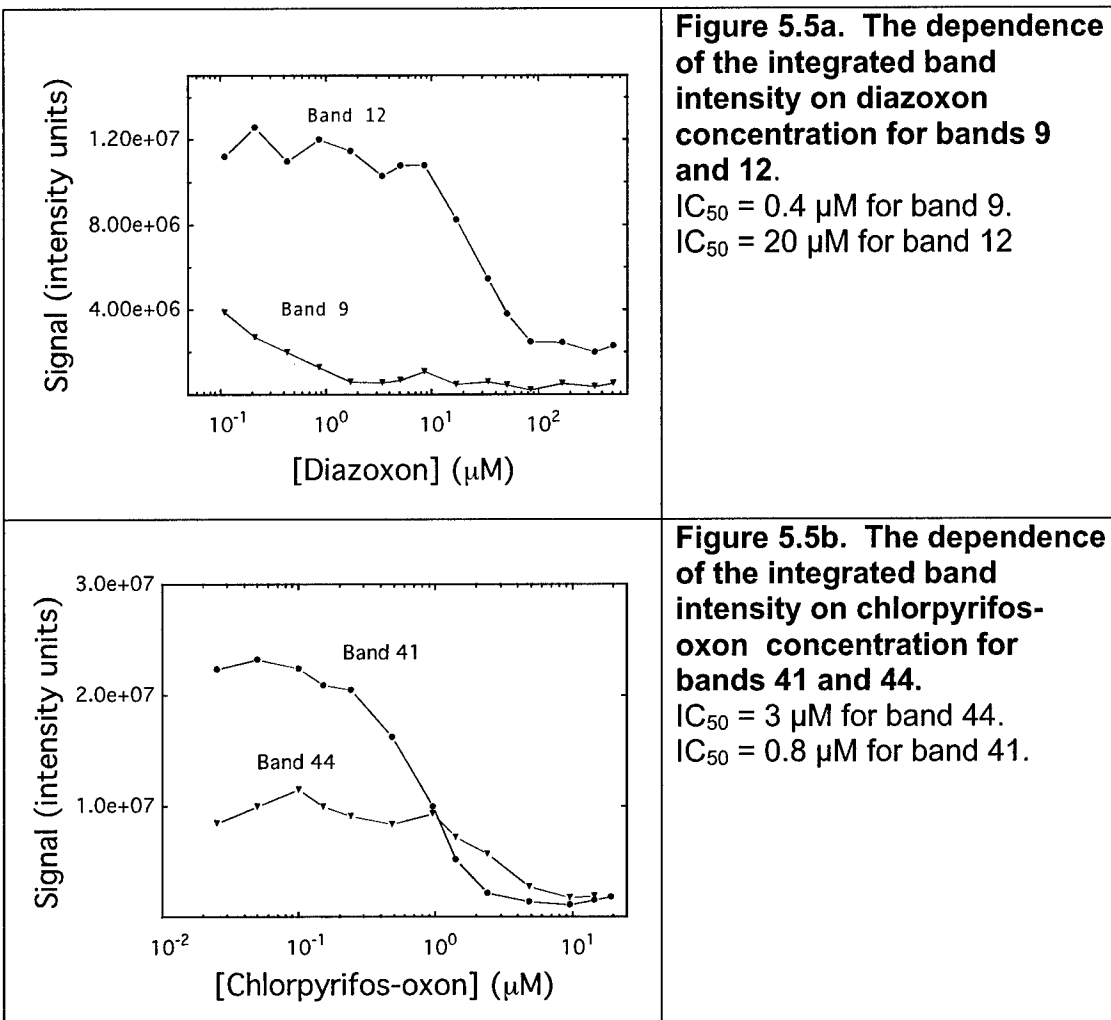 Signal (intensity units)
1.20e+07
8.00e+06
4.00e+06
Band 12
Band 9
10⁻¹
10⁰
10¹
10²
[Diazoxon] (μM)
Figure 5.5a. The dependence
of the integrated band
intensity on diazoxon
concentration for bands 9
and 12.
IC₅₀ = 0.4 μM for band 9.
IC₅₀ = 20 μM for band 12
Signal (intensity units)
3.0e+07
2.0e+07
1.0e+07
Band 41
Band 44
10⁻²
10⁻¹
10⁰
10¹
[Chlorpyrifos-oxon] (μM)
Figure 5.5b. The dependence
of the integrated band
intensity on chlorpyrifos-
oxon concentration for
bands 41 and 44.
IC₅₀ = 3 μM for band 44.
IC₅₀ = 0.8 μM for band 41.